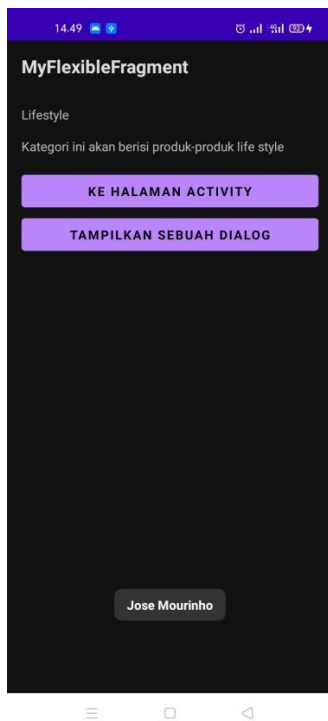 14.49
MyFlexibleFragment
Lifestyle
Kategori ini akan berisi produk-produk life style
KE HALAMAN ACTIVITY
TAMPILKAN SEBUAH DIALOG
Jose Mourinho